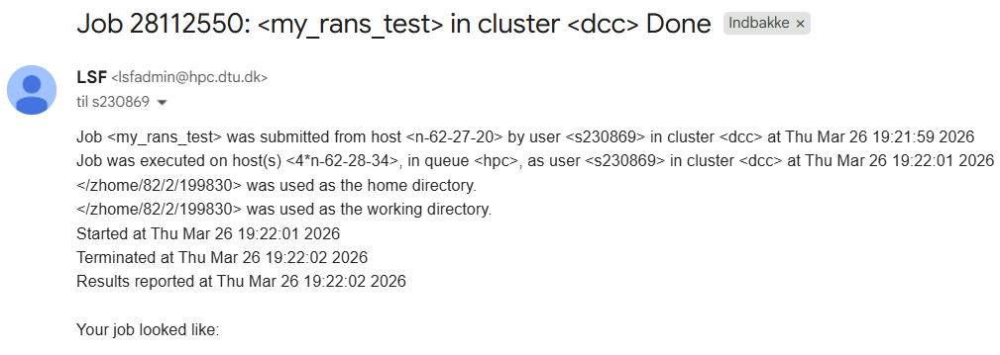 Job 28112550: <my_rans_test> in cluster <dcc> Done Indbakke ×
LSF <lsfadmin@hpc.dtu.dk>
til s230869
Job <my_rans_test> was submitted from host <n-62-27-20> by user <s230869> in cluster <dcc> at Thu Mar 26 19:21:59 2026
Job was executed on host(s) <4*n-62-28-34>, in queue <hpc>, as user <s230869> in cluster <dcc> at Thu Mar 26 19:22:01 2026
</zhome/82/2/199830> was used as the home directory.
</zhome/82/2/199830> was used as the working directory.
Started at Thu Mar 26 19:22:01 2026
Terminated at Thu Mar 26 19:22:02 2026
Results reported at Thu Mar 26 19:22:02 2026
Your job looked like: